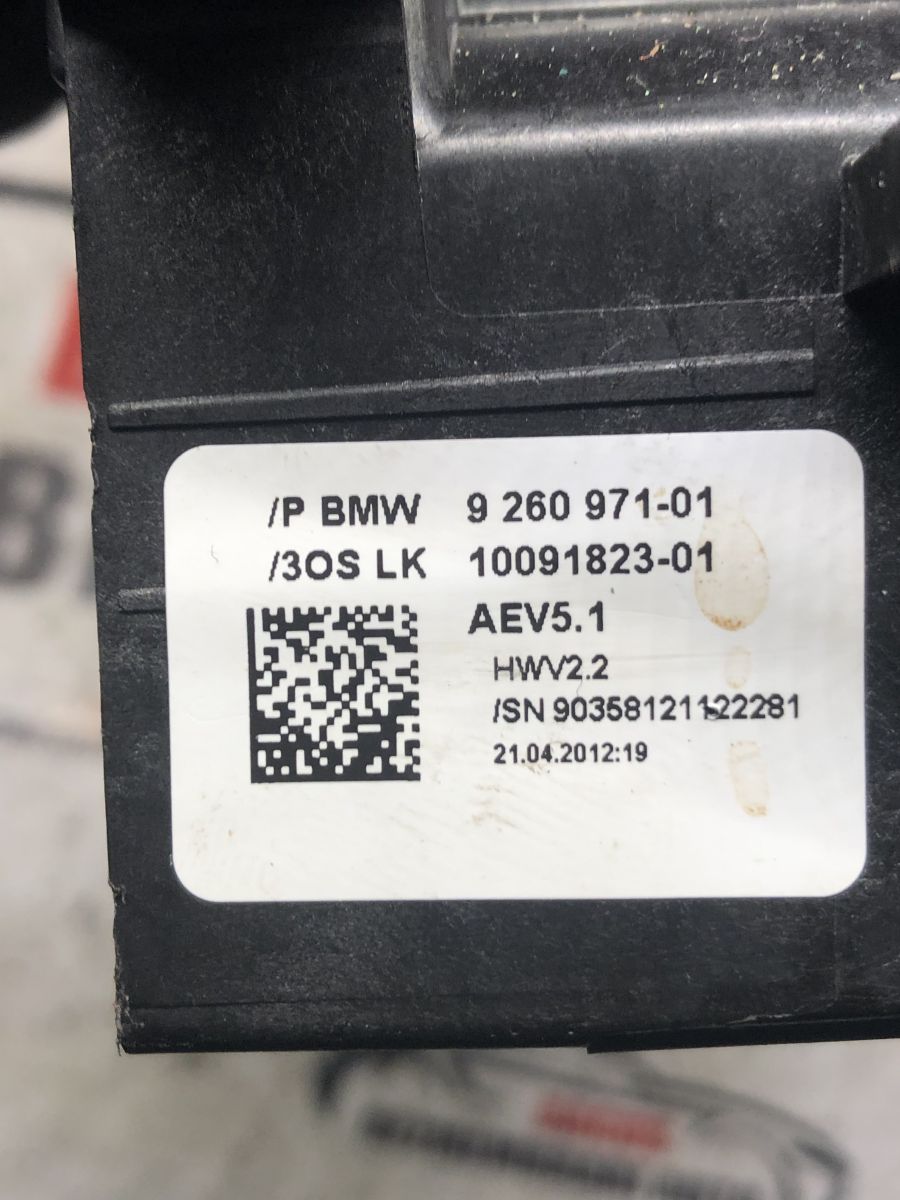 /P BMW 9 260 971-01
/3OS LK 10091823-01
AEV5.1
HWV2.2
/SN 90358121122281
21.04.2012:19